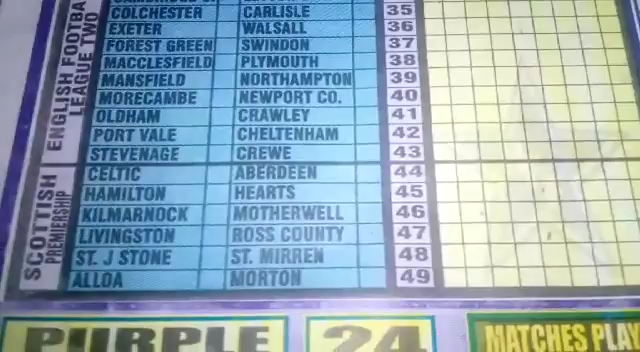 ENGLISH FOOTBA
LEAGUE TWO
COLCHESTER CARLISLE 35
EXETER WALSALL 36
FOREST GREEN SWINDON 37
MACCLESFIELD PLYMOUTH 38
MANSFIELD NORTHAMPTON 39
MORECAMBE NEWPORT CO. 40
OLDHAM CRAWLEY 41
PORT VALE CHELTENHAM 42
STEVENAGE CREWE 43
SCOTTISH
PREMIERSHIP
CELTIC ABERDEEN 44
HAMILTON HEARTS 45
KILMARNOCK MOTHERWELL 46
LIVINGSTON ROSS COUNTY 47
ST. J STONE ST. MIRREN 48
ALLOA MORTON 49
PURPLE 24 MATCHES PLAY